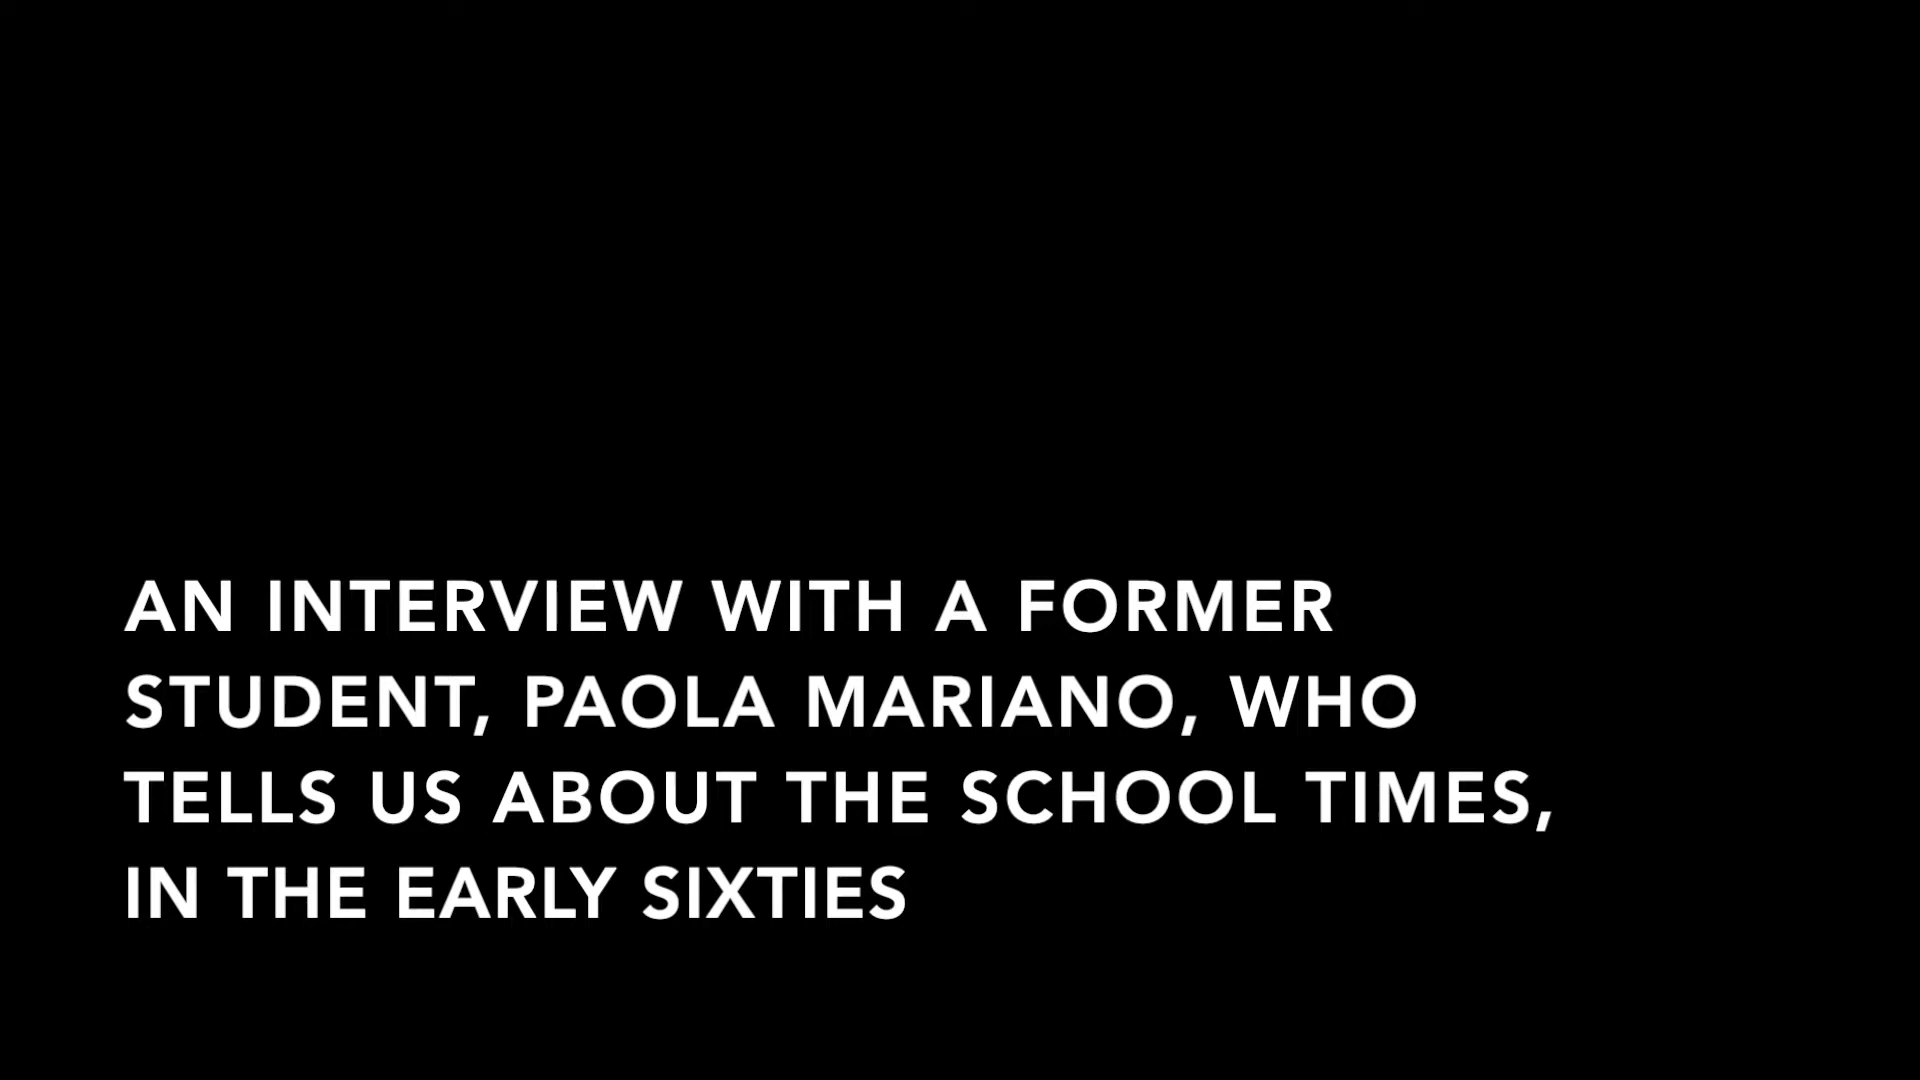 AN INTERVIEW WITH A FORMER
STUDENT, PAOLA MARIANO, WHO
TELLS US ABOUT THE SCHOOL TIMES,
IN THE EARLY SIXTIES